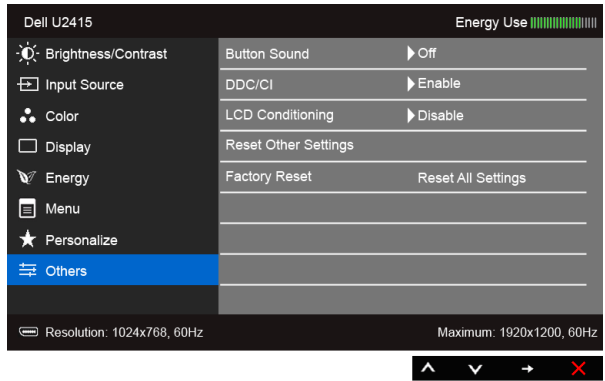 Dell U2415 Energy Use
Brightness/Contrast Button Sound Off
Input Source DDC/CI Enable
Color LCD Conditioning Disable
Display Reset Other Settings
Energy Factory Reset Reset All Settings
Menu
Personalize
Others
Resolution: 1024x768, 60Hz Maximum: 1920x1200, 60Hz